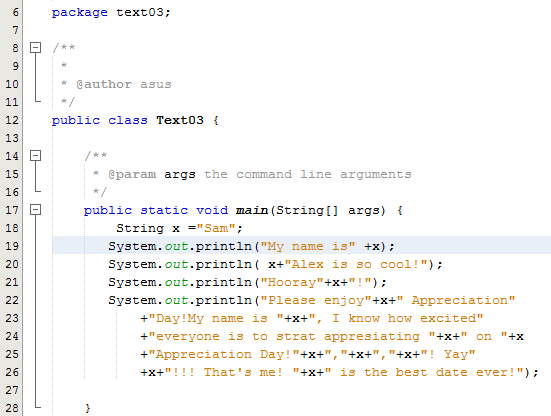 6 package text03;
7
8 /**
9 *
10 * @author asus
11 */
12 public class Text03 {
13
14 /**
15 * @param args the command line arguments
16 */
17 public static void main(String[] args) {
18 String x ="Sam";
19 System.out.println("My name is" +x);
20 System.out.println( x+"Alex is so cool!");
21 System.out.println("Hooray"+x+"!");
22 System.out.println("Please enjoy"+x+" Appreciation"
23 +"Day!My name is "+x+", I know how excited"
24 +"everyone is to strat appresiating "+x+" on "+x
25 +"Appreciation Day!"+x+","+x+","+x+"! Yay"
26 +x+"!!! That's me! "+x+" is the best date ever!");
27
28 }